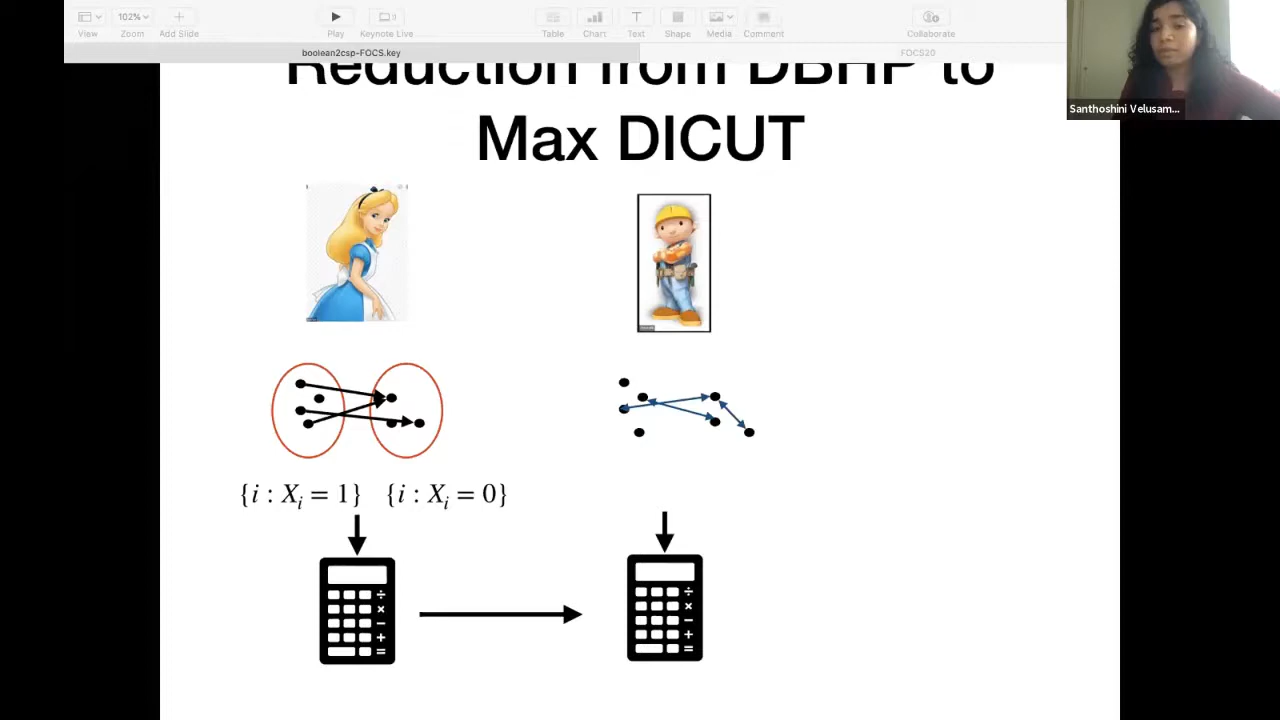 102%
View
Zoom
Add Slide
Play
Keynote Live
Table
Chart
Text
Shape
Media
Comment
Collaborate
boolean2csp-FOCS.key
FOCS20
Santhoshini Velusam...
Reduction from DBHP to
Max DICUT
{i : Xᵢ = 1} {i : Xᵢ = 0}